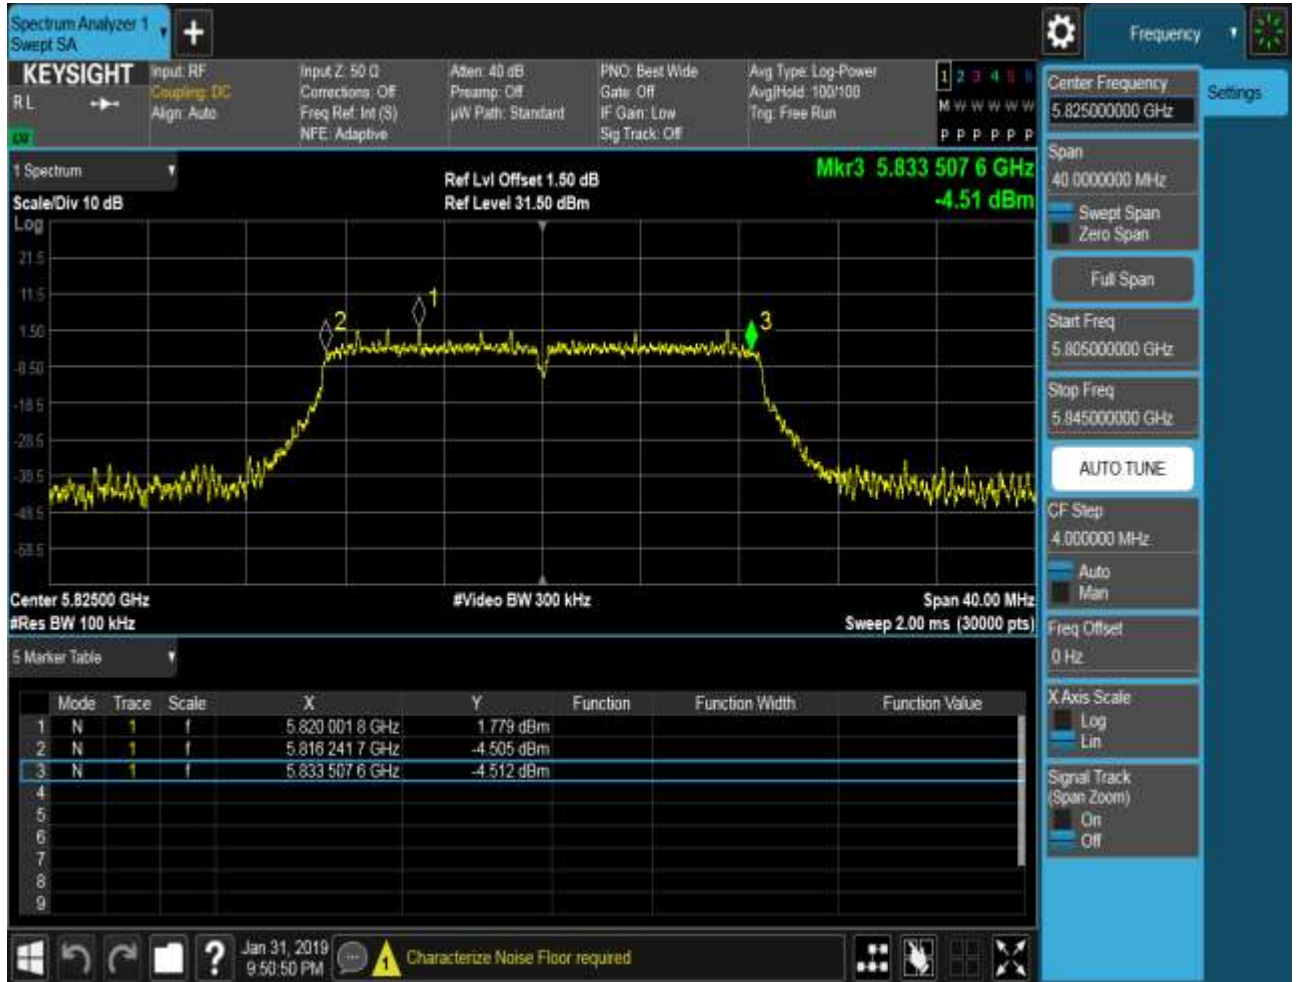 Spectrum Analyzer 1
Swept SA
Frequency
KEYSIGHT
RL
Input: RF
Coupling: DC
Align: Auto
Input Z: 50 Ω
Corrections: Off
Freq Ref: Int (S)
NFE: Adaptive
Atten: 40 dB
Preamp: Off
µW Path: Standard
PNO: Best Wide
Gate: Off
IF Gain: Low
Sig Track: Off
Avg Type: Log-Power
Avg|Hold: 100/100
Trig: Free Run
1 2 3 4 5 6
M W W W W W
P P P P P P
1 Spectrum
Scale/Div 10 dB
Ref Lvl Offset 1.50 dB
Ref Level 31.50 dBm
Mkr3 5.833 507 6 GHz
-4.51 dBm
Log
21.5
11.5
1.50
-8.50
-18.5
-28.5
-38.5
-48.5
-58.5
1
2
3
Center 5.82500 GHz
#Res BW 100 kHz
#Video BW 300 kHz
Span 40.00 MHz
Sweep 2.00 ms (30000 pts)
5 Marker Table
Mode Trace Scale X Y Function Function Width Function Value
1 N 1 f 5.820 001 8 GHz 1.779 dBm
2 N 1 f 5.816 241 7 GHz -4.505 dBm
3 N 1 f 5.833 507 6 GHz -4.512 dBm
4
5
6
7
8
9
Center Frequency
5.825000000 GHz
Settings
Span
40.0000000 MHz
Swept Span
Zero Span
Full Span
Start Freq
5.805000000 GHz
Stop Freq
5.845000000 GHz
AUTO TUNE
CF Step
4.000000 MHz
Auto
Man
Freq Offset
0 Hz
X Axis Scale
Log
Lin
Signal Track
(Span Zoom)
On
Off
?
Jan 31, 2019
9:50:50 PM
1
Characterize Noise Floor required